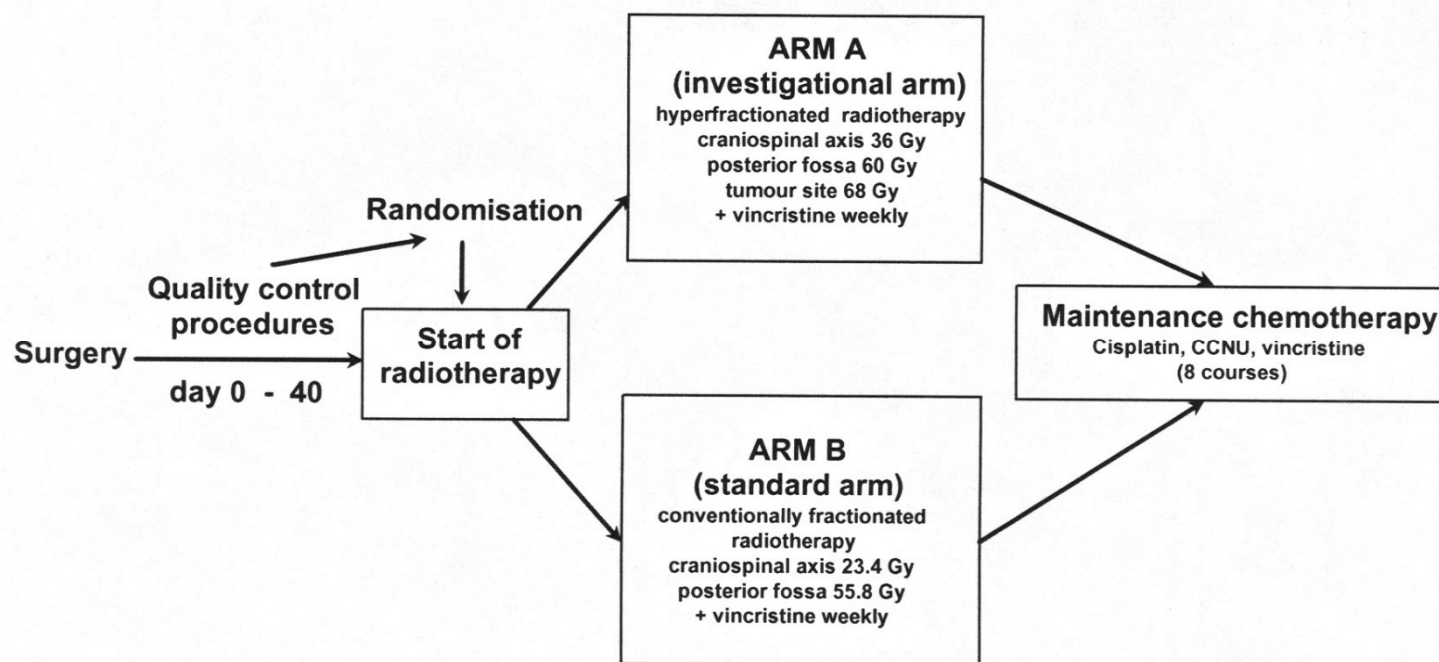 Surgery
Quality control
procedures
day 0 - 40
Randomisation
Start of
radiotherapy
ARM A
(investigational arm)
hyperfractionated radiotherapy
craniospinal axis 36 Gy
posterior fossa 60 Gy
tumour site 68 Gy
+ vincristine weekly
ARM B
(standard arm)
conventionally fractionated
radiotherapy
craniospinal axis 23.4 Gy
posterior fossa 55.8 Gy
+ vincristine weekly
Maintenance chemotherapy
Cisplatin, CCNU, vincristine
(8 courses)